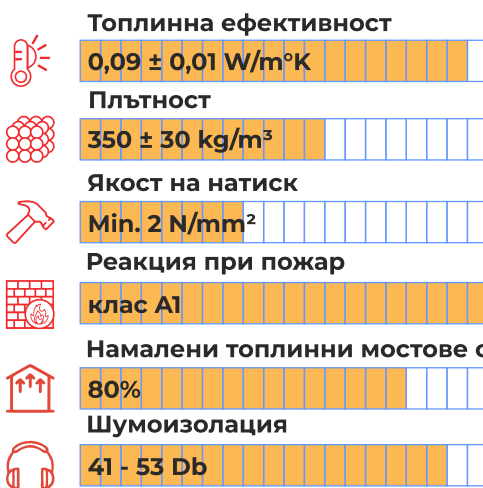 Топлинна ефективност
0,09 ± 0,01 W/m°K
Плътност
350 ± 30 kg/m³
Якост на натиск
Min. 2 N/mm²
Реакция при пожар
клас А1
Намалени топлинни мостове
80%
Шумоизолация
41 - 53 Db